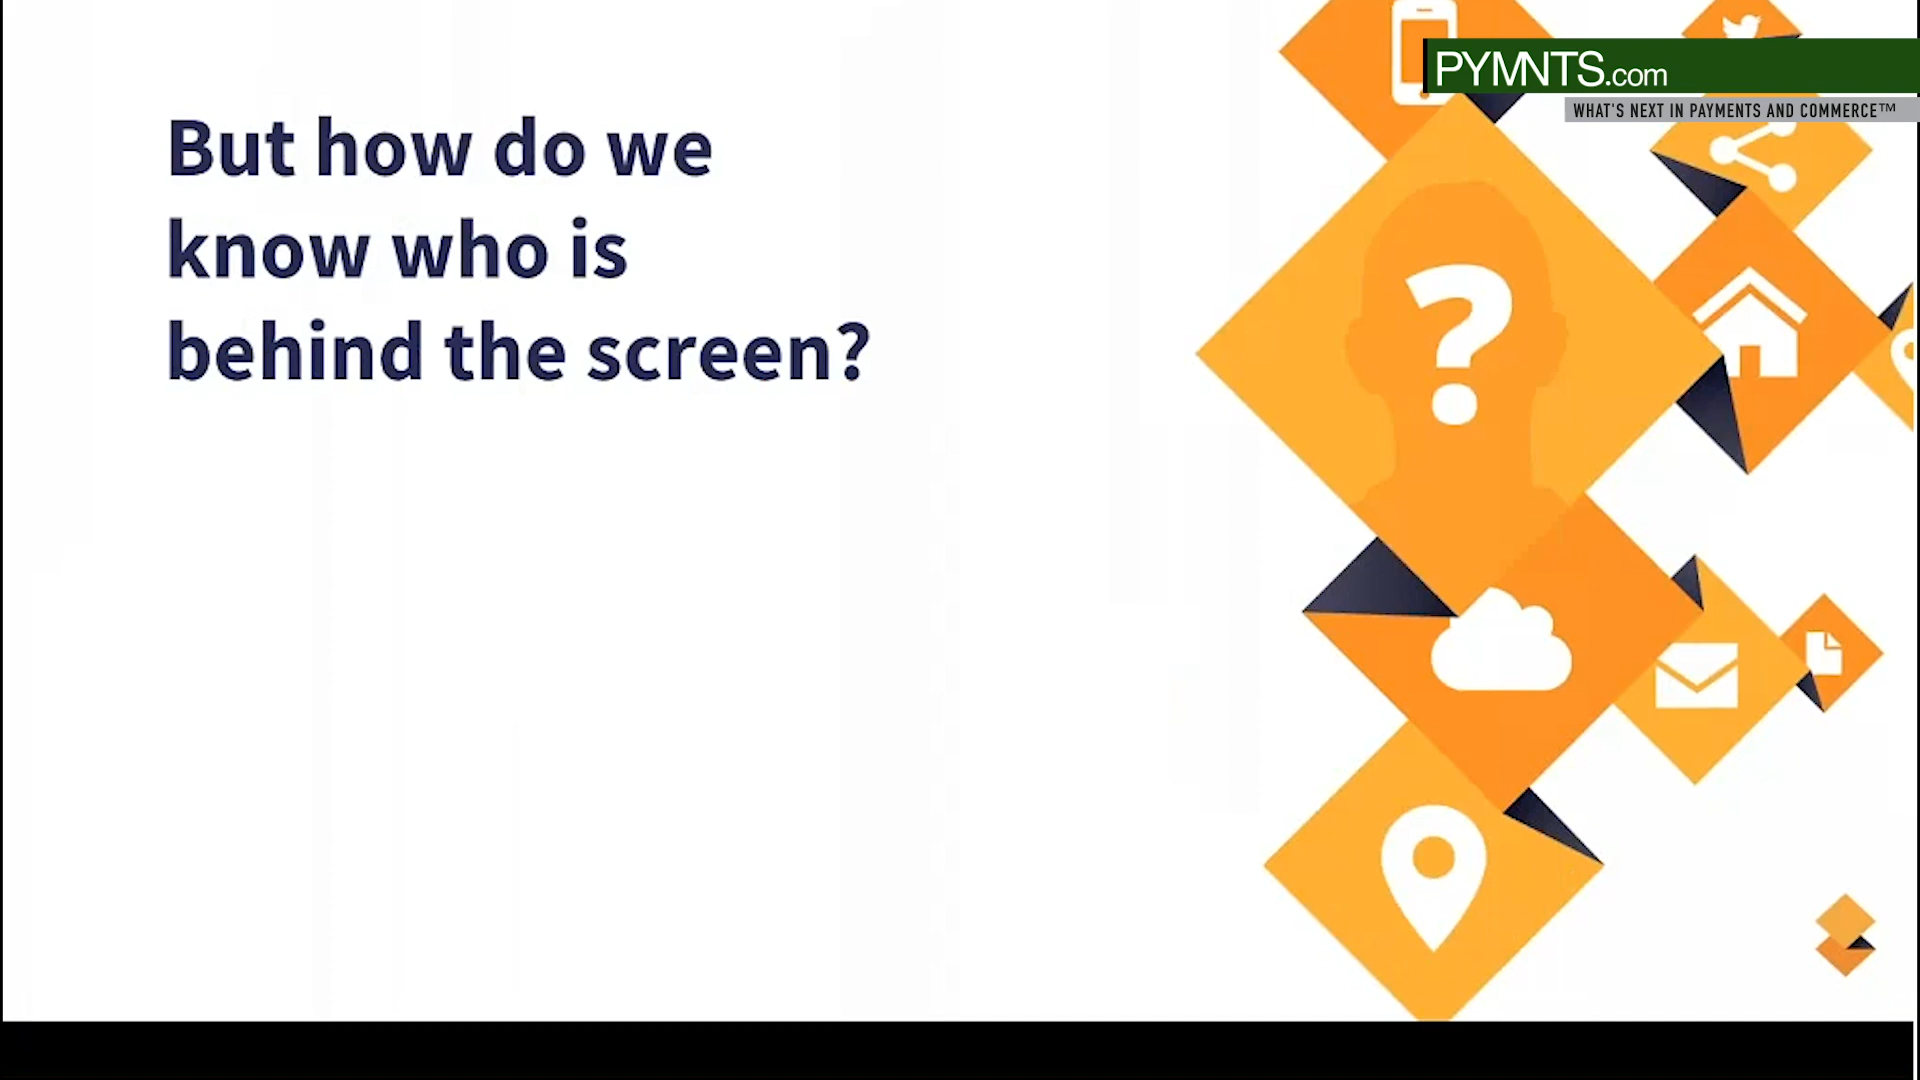 PYMNTS.com
WHAT'S NEXT IN PAYMENTS AND COMMERCE™
But how do we
know who is
behind the screen?
?